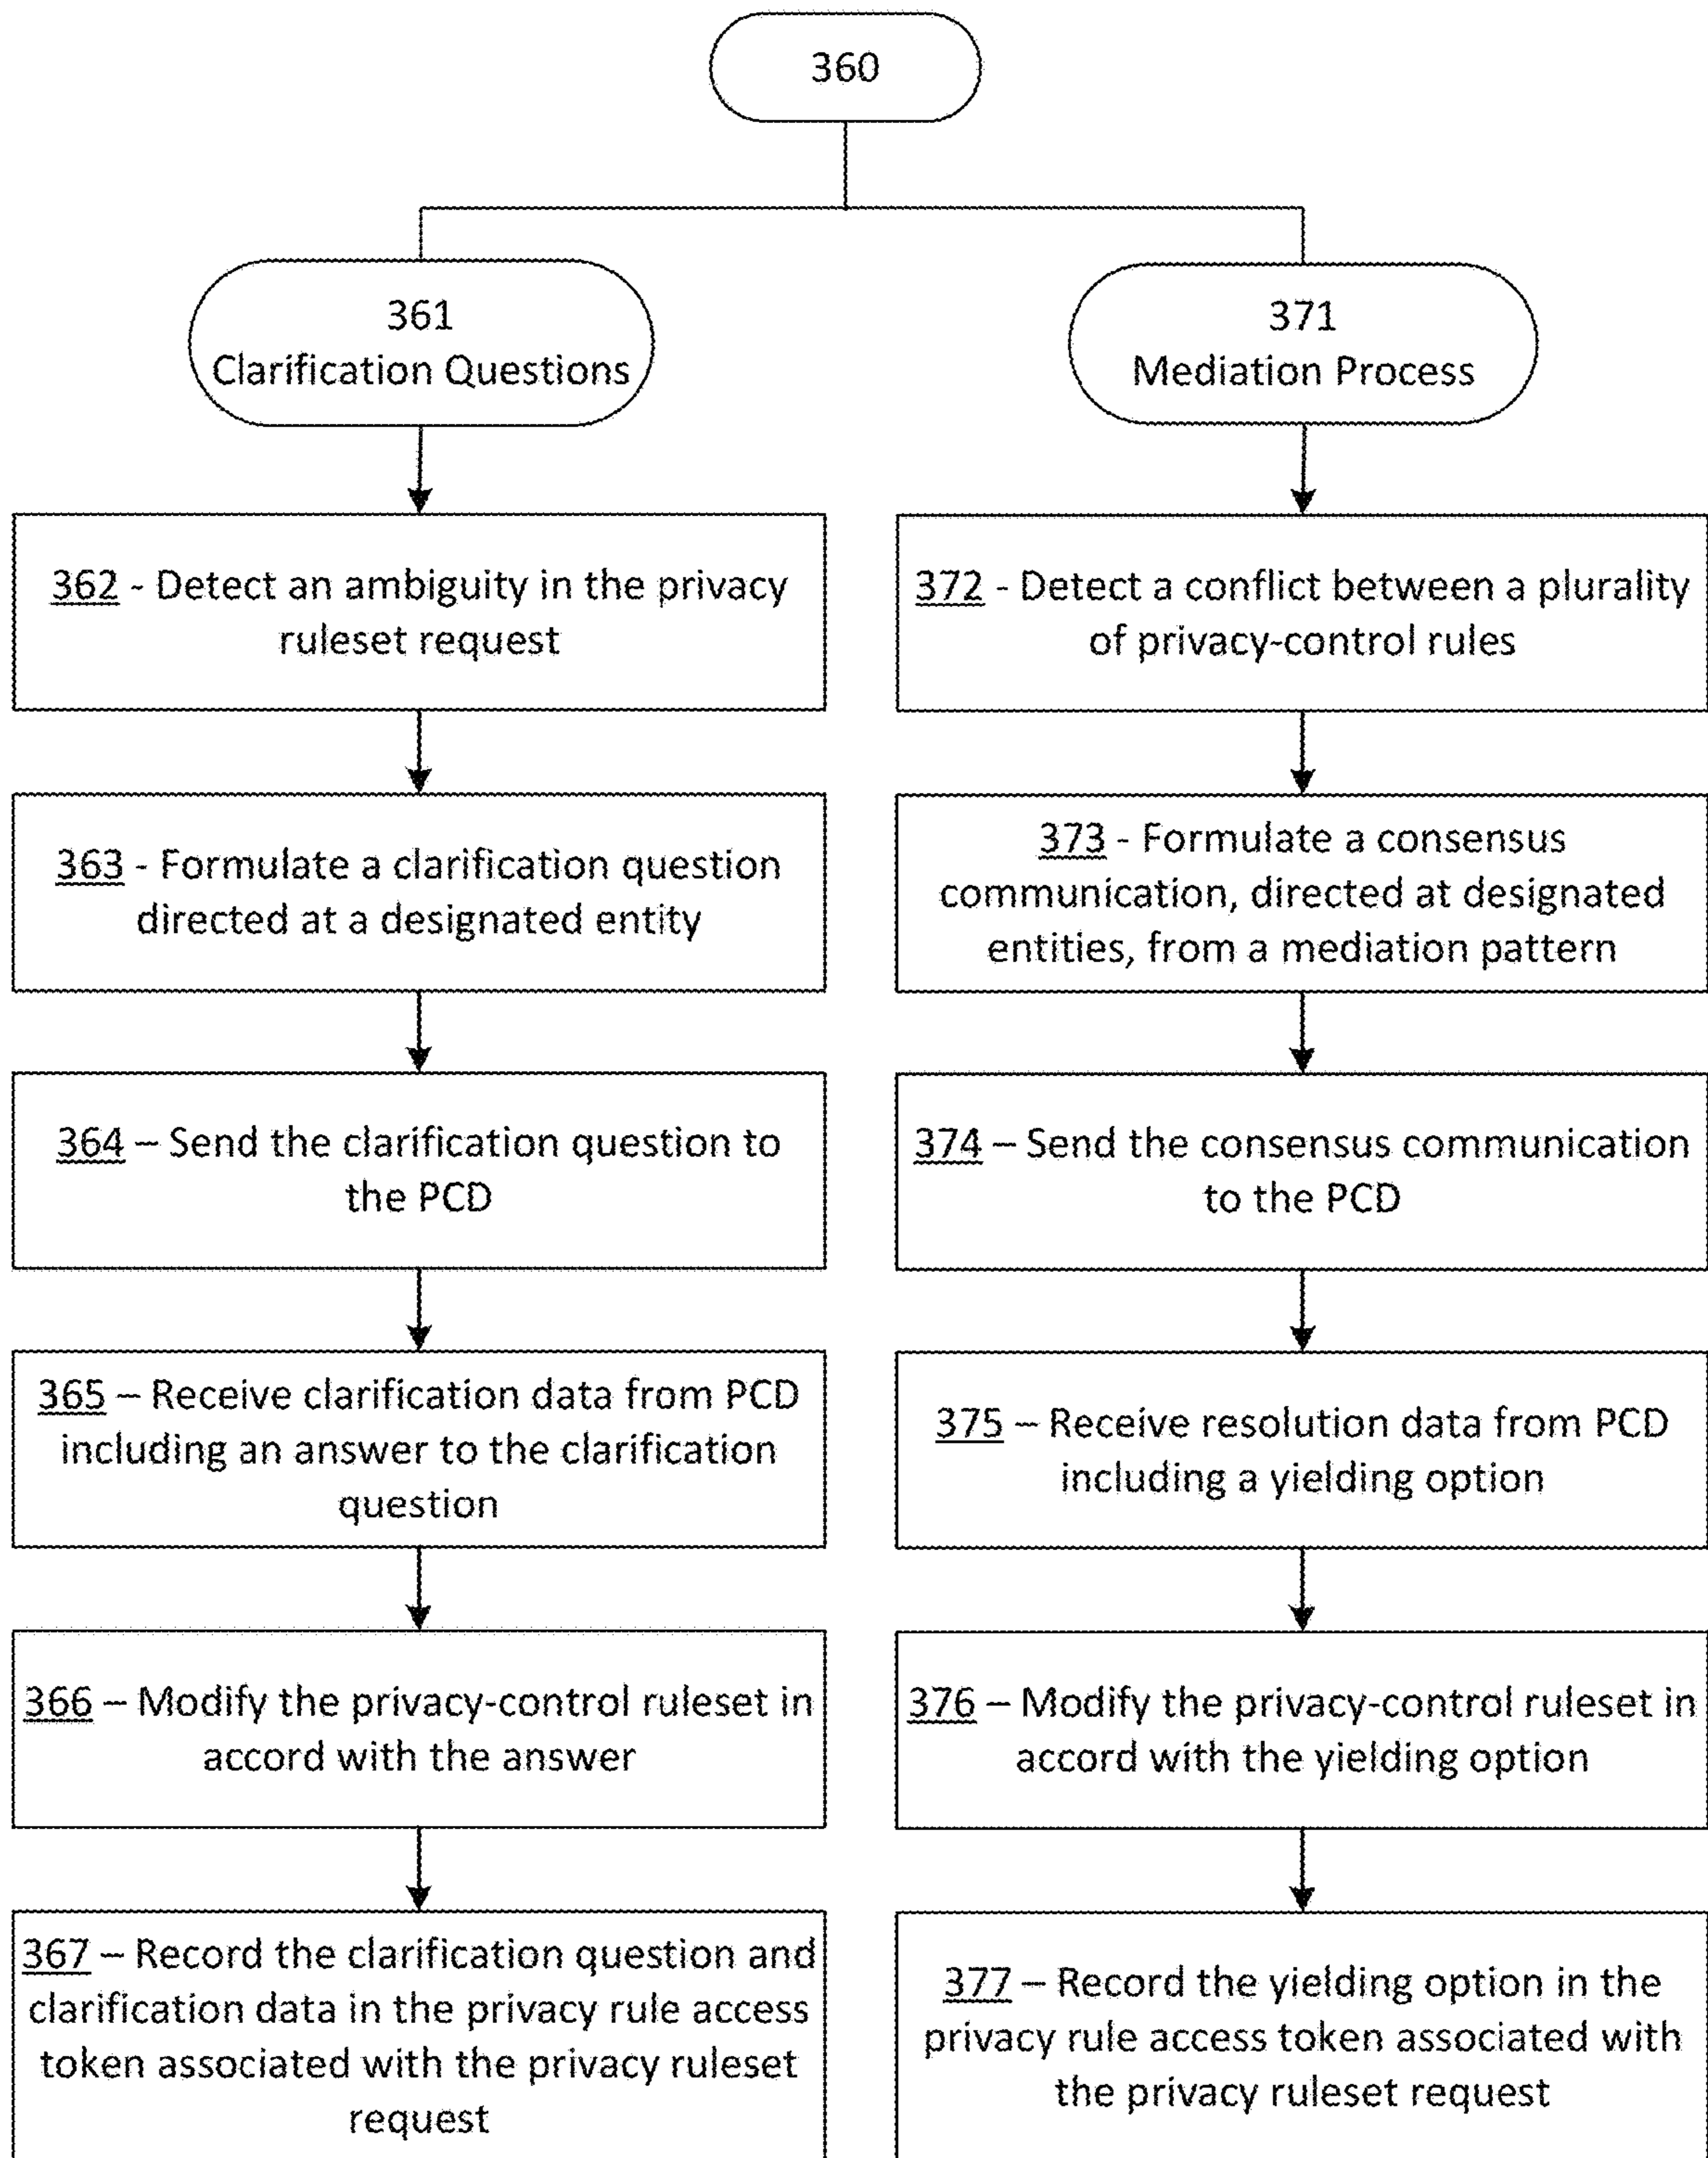 360
361
Clarification Questions
362 - Detect an ambiguity in the privacy
ruleset request
363 - Formulate a clarification question
directed at a designated entity
364 – Send the clarification question to
the PCD
365 – Receive clarification data from PCD
including an answer to the clarification
question
366 – Modify the privacy-control ruleset in
accord with the answer
367 – Record the clarification question and
clarification data in the privacy rule access
token associated with the privacy ruleset
request
371
Mediation Process
372 - Detect a conflict between a plurality
of privacy-control rules
373 - Formulate a consensus
communication, directed at designated
entities, from a mediation pattern
374 – Send the consensus communication
to the PCD
375 – Receive resolution data from PCD
including a yielding option
376 – Modify the privacy-control ruleset in
accord with the yielding option
377 – Record the yielding option in the
privacy rule access token associated with
the privacy ruleset request